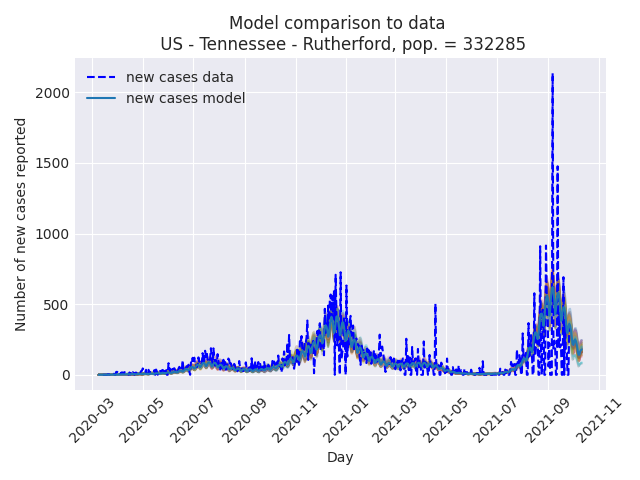 Model comparison to data
US - Tennessee - Rutherford, pop. = 332285
new cases data
new cases model
Number of new cases reported
2000
1500
1000
500
0
2020-03
2020-05
2020-07
2020-09
2020-11
2021-01
2021-03
2021-05
2021-07
2021-09
2021-11
Day